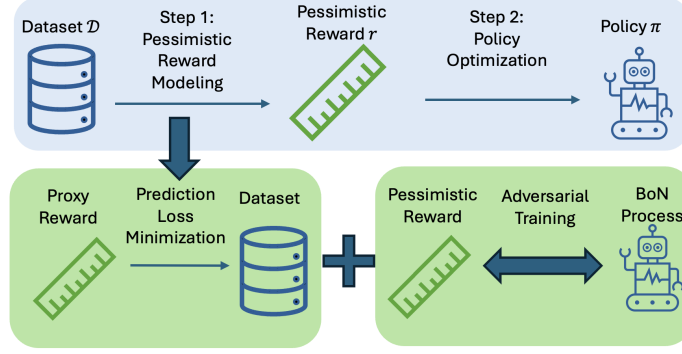 Dataset 𝒟
Step 1:
Pessimistic
Reward
Modeling
Pessimistic
Reward r
Step 2:
Policy
Optimization
Policy π
Proxy
Reward
Prediction
Loss
Minimization
Dataset
Pessimistic
Reward
Adversarial
Training
BoN
Process